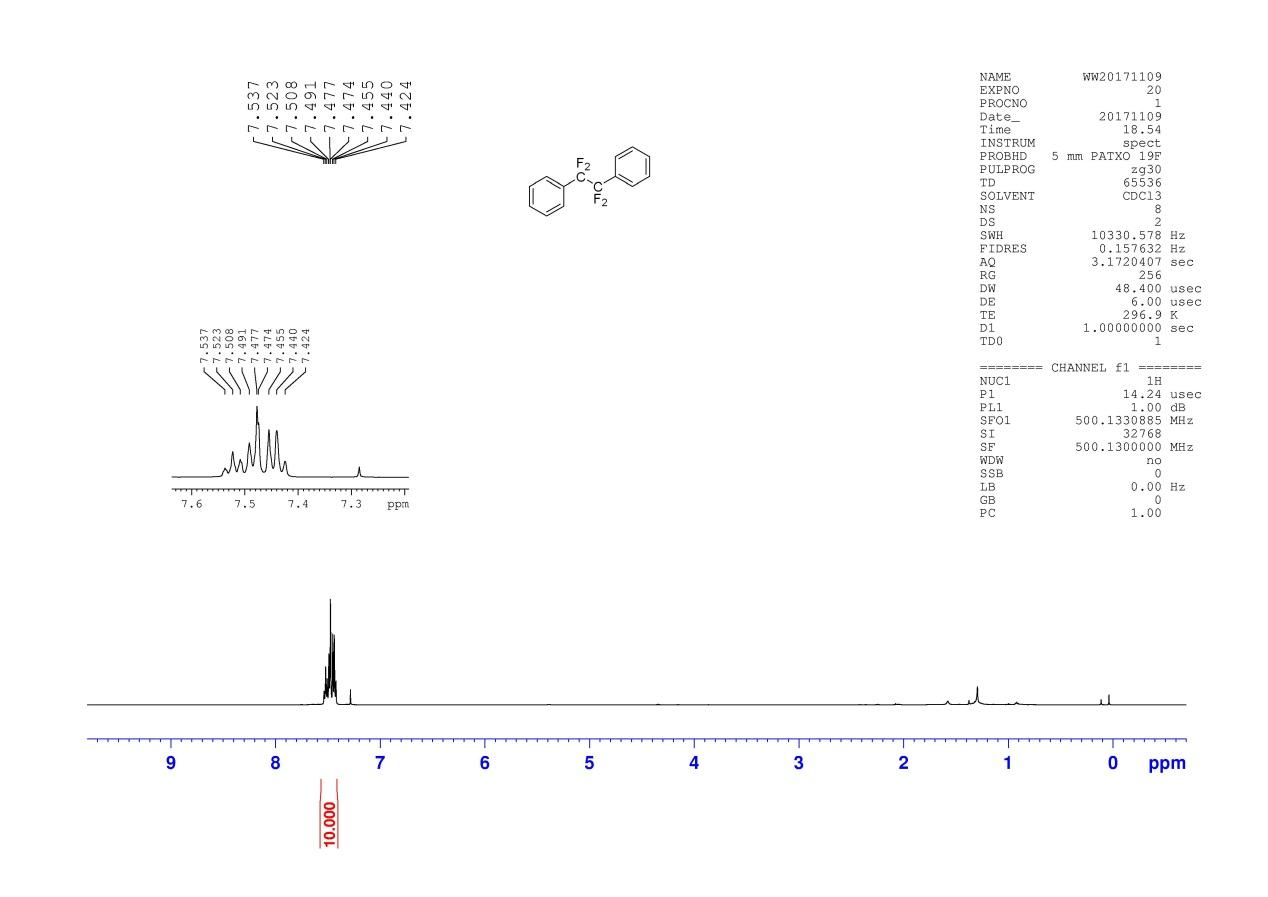 7.537
7.523
7.508
7.491
7.477
7.474
7.455
7.440
7.424
F2
C
C
F2
NAME WW20171109
EXPNO 20
PROCNO 1
Date_ 20171109
Time 18.54
INSTRUM spect
PROBHD 5 mm PATXO 19F
PULPROG zg30
TD 65536
SOLVENT CDCl3
NS 8
DS 2
SWH 10330.578 Hz
FIDRES 0.157632 Hz
AQ 3.1720407 sec
RG 256
DW 48.400 usec
DE 6.00 usec
TE 296.9 K
D1 1.00000000 sec
TD0 1
======== CHANNEL f1 ========
NUC1 1H
P1 14.24 usec
PL1 1.00 dB
SFO1 500.1330885 MHz
SI 32768
SF 500.1300000 MHz
WDW no
SSB 0
LB 0.00 Hz
GB 0
PC 1.00
7.537
7.523
7.508
7.491
7.477
7.474
7.455
7.440
7.424
7.6 7.5 7.4 7.3 ppm
9 8 7 6 5 4 3 2 1 0 ppm
10.000